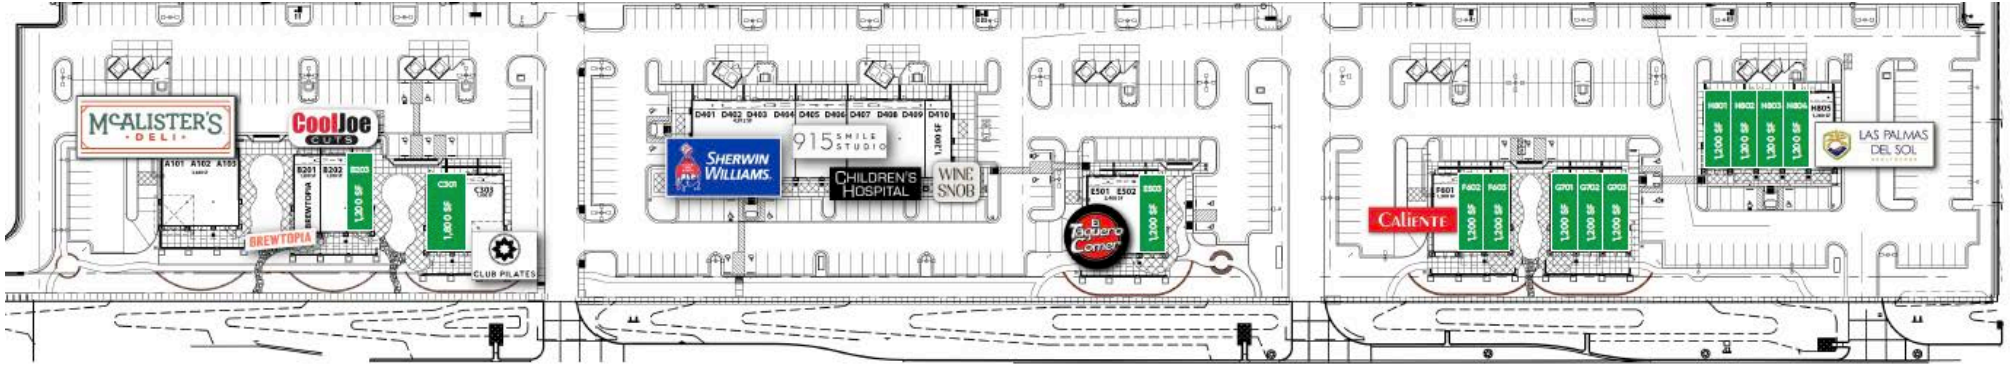 McALISTER'S
DELI
A101 A102 A103
CoolJoe
CUTS
B201
B202
B203
BREWTOPIA
1,200 SF
BREWTOPIA
C301
1,800 SF
C303
CLUB PILATES
D401 D402 D403 D404 D405 D406 D407 D408 D409 D410
1,200 SF
SHERWIN
WILLIAMS.
915 SMILE
STUDIO
CHILDREN'S
HOSPITAL
WINE
SNOB
E501 E502
E503
1,200 SF
El
Taquero
Corner
CALIENTE
F601
F602
F603
1,200 SF
1,200 SF
G701
G702
G703
1,200 SF
1,200 SF
1,200 SF
H801
H802
H803
H804
H805
1,200 SF
1,200 SF
1,200 SF
1,200 SF
LAS PALMAS
DEL SOL